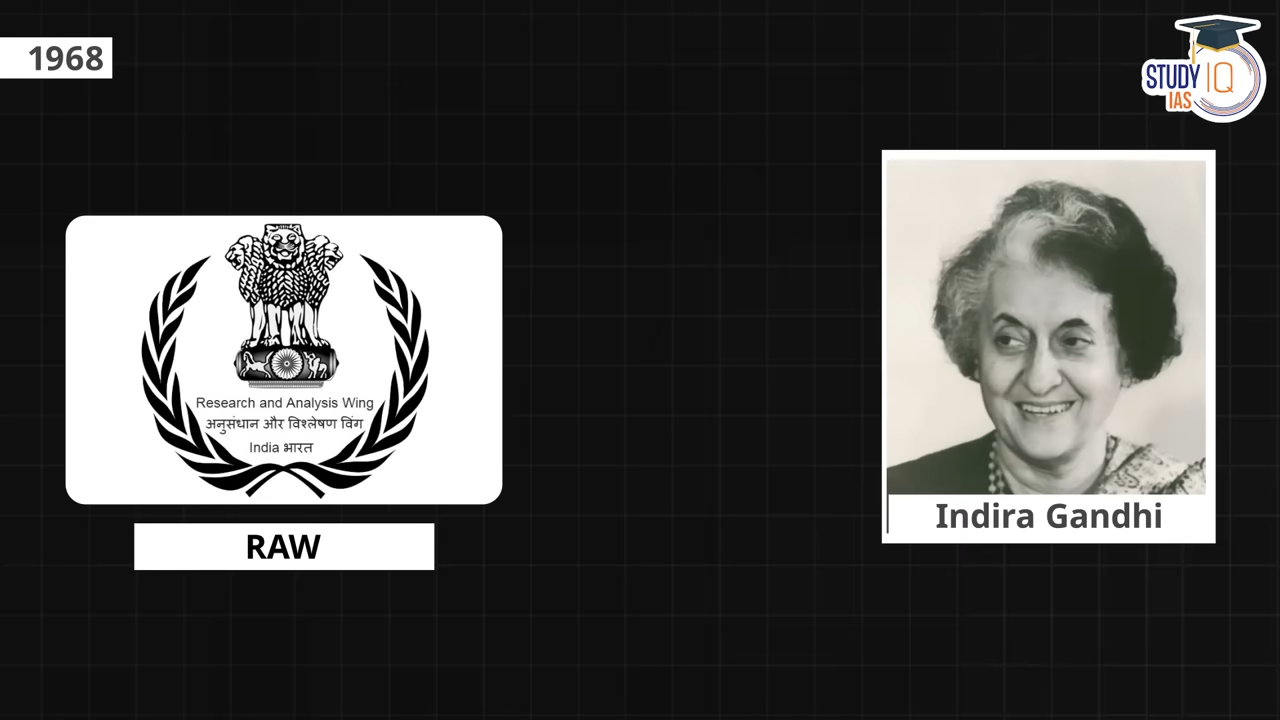 1968
STUDY IQ
IAS
Research and Analysis Wing
अनुसंधान और विश्लेषण विंग
India भारत
RAW
Indira Gandhi